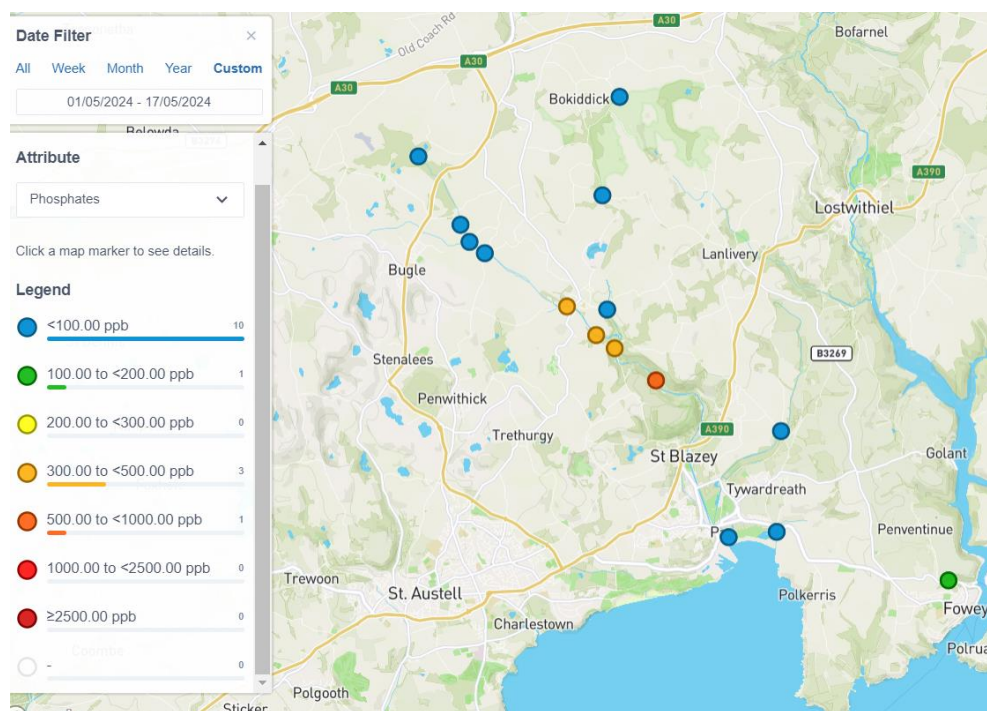 Date Filter ×
All Week Month Year Custom
01/05/2024 - 17/05/2024
Belowda
Attribute
Phosphates
Click a map marker to see details.
Legend
<100.00 ppb 10
100.00 to <200.00 ppb 1
200.00 to <300.00 ppb 0
300.00 to <500.00 ppb 3
500.00 to <1000.00 ppb 1
1000.00 to <2500.00 ppb 0
≥2500.00 ppb 0
- 0
A30
Old Coach Rd
A30
A30
Bofarnel
Bokiddick
A390
Lostwithiel
Lanlivery
Bugle
Stenalees
B3269
Penwithick
Trethurgy
A390
St Blazey
Golant
Tywardreath
Penventinue
Trewoon
St. Austell
Polkerris
Charlestown
Fowey
Polrua
Polgooth
Sticker